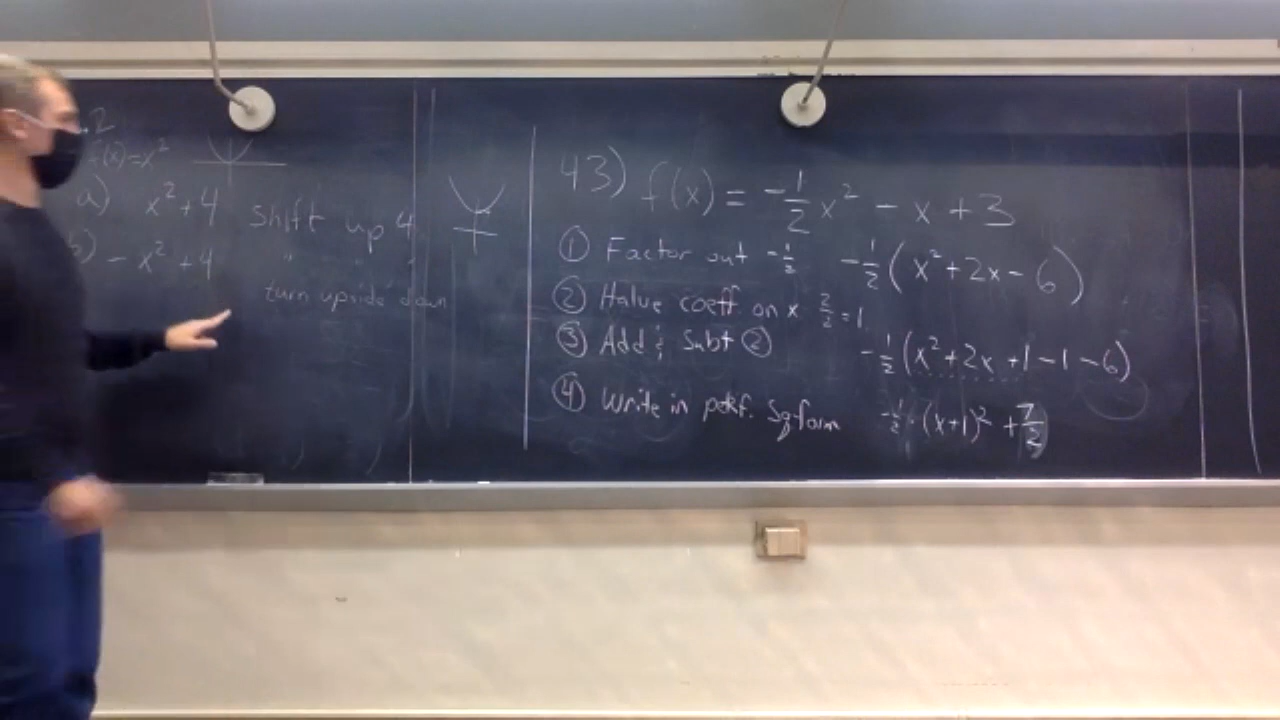 .2
f(x)=x²
a) x²+4 shift up 4
b) -x²+4 " " "
turn upside down
43) f(x) = -1/2 x² - x + 3
① Factor out -1/2 -1/2 (x²+2x-6)
② Halve coeff. on x 2/2 = 1
③ Add & Subt ② -1/2 (x²+2x+1-1-6)
④ Write in perf. Sq form -1/2 · (x+1)² + 7/2